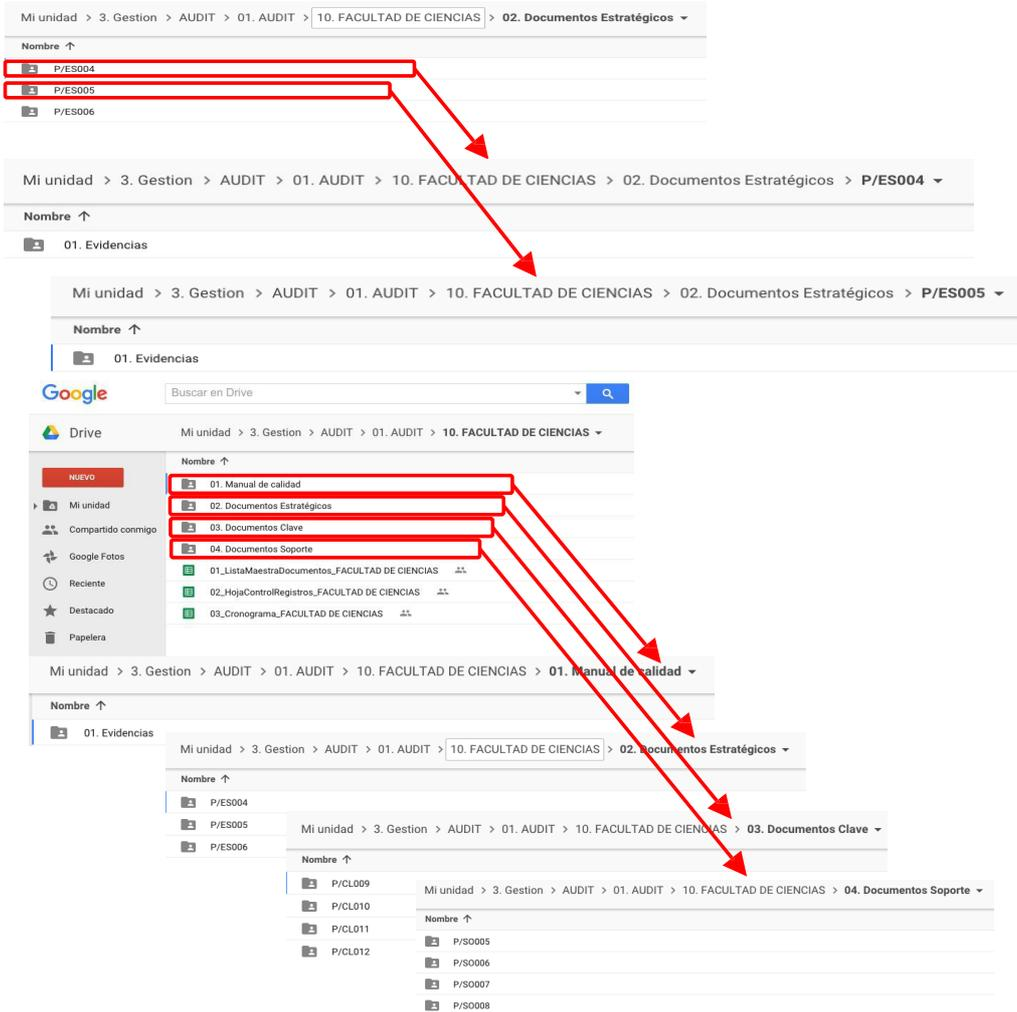 Mi unidad > 3. Gestion > AUDIT > 01. AUDIT > 10. FACULTAD DE CIENCIAS > 02. Documentos Estratégicos
Nombre ↑
P/ES004
P/ES005
P/ES006
Mi unidad > 3. Gestion > AUDIT > 01. AUDIT > 10. FACULTAD DE CIENCIAS > 02. Documentos Estratégicos > P/ES004
Nombre ↑
01. Evidencias
Mi unidad > 3. Gestion > AUDIT > 01. AUDIT > 10. FACULTAD DE CIENCIAS > 02. Documentos Estratégicos > P/ES005
Nombre ↑
01. Evidencias
Google
Buscar en Drive
Drive
Mi unidad > 3. Gestion > AUDIT > 01. AUDIT > 10. FACULTAD DE CIENCIAS
NUEVO
Mi unidad
Compartido conmigo
Google Fotos
Reciente
Destacado
Papelera
Nombre ↑
01. Manual de calidad
02. Documentos Estratégicos
03. Documentos Clave
04. Documentos Soporte
01_ListaMaestraDocumentos_FACULTAD DE CIENCIAS
02_HojaControlRegistros_FACULTAD DE CIENCIAS
03_Cronograma_FACULTAD DE CIENCIAS
Mi unidad > 3. Gestion > AUDIT > 01. AUDIT > 10. FACULTAD DE CIENCIAS > 01. Manual de calidad
Nombre ↑
01. Evidencias
Mi unidad > 3. Gestion > AUDIT > 01. AUDIT > 10. FACULTAD DE CIENCIAS > 02. Documentos Estratégicos
Nombre ↑
P/ES004
P/ES005
P/ES006
Mi unidad > 3. Gestion > AUDIT > 01. AUDIT > 10. FACULTAD DE CIENCIAS > 03. Documentos Clave
Nombre ↑
P/CL009
P/CL010
P/CL011
P/CL012
Mi unidad > 3. Gestion > AUDIT > 01. AUDIT > 10. FACULTAD DE CIENCIAS > 04. Documentos Soporte
Nombre ↑
P/SO005
P/SO006
P/SO007
P/SO008